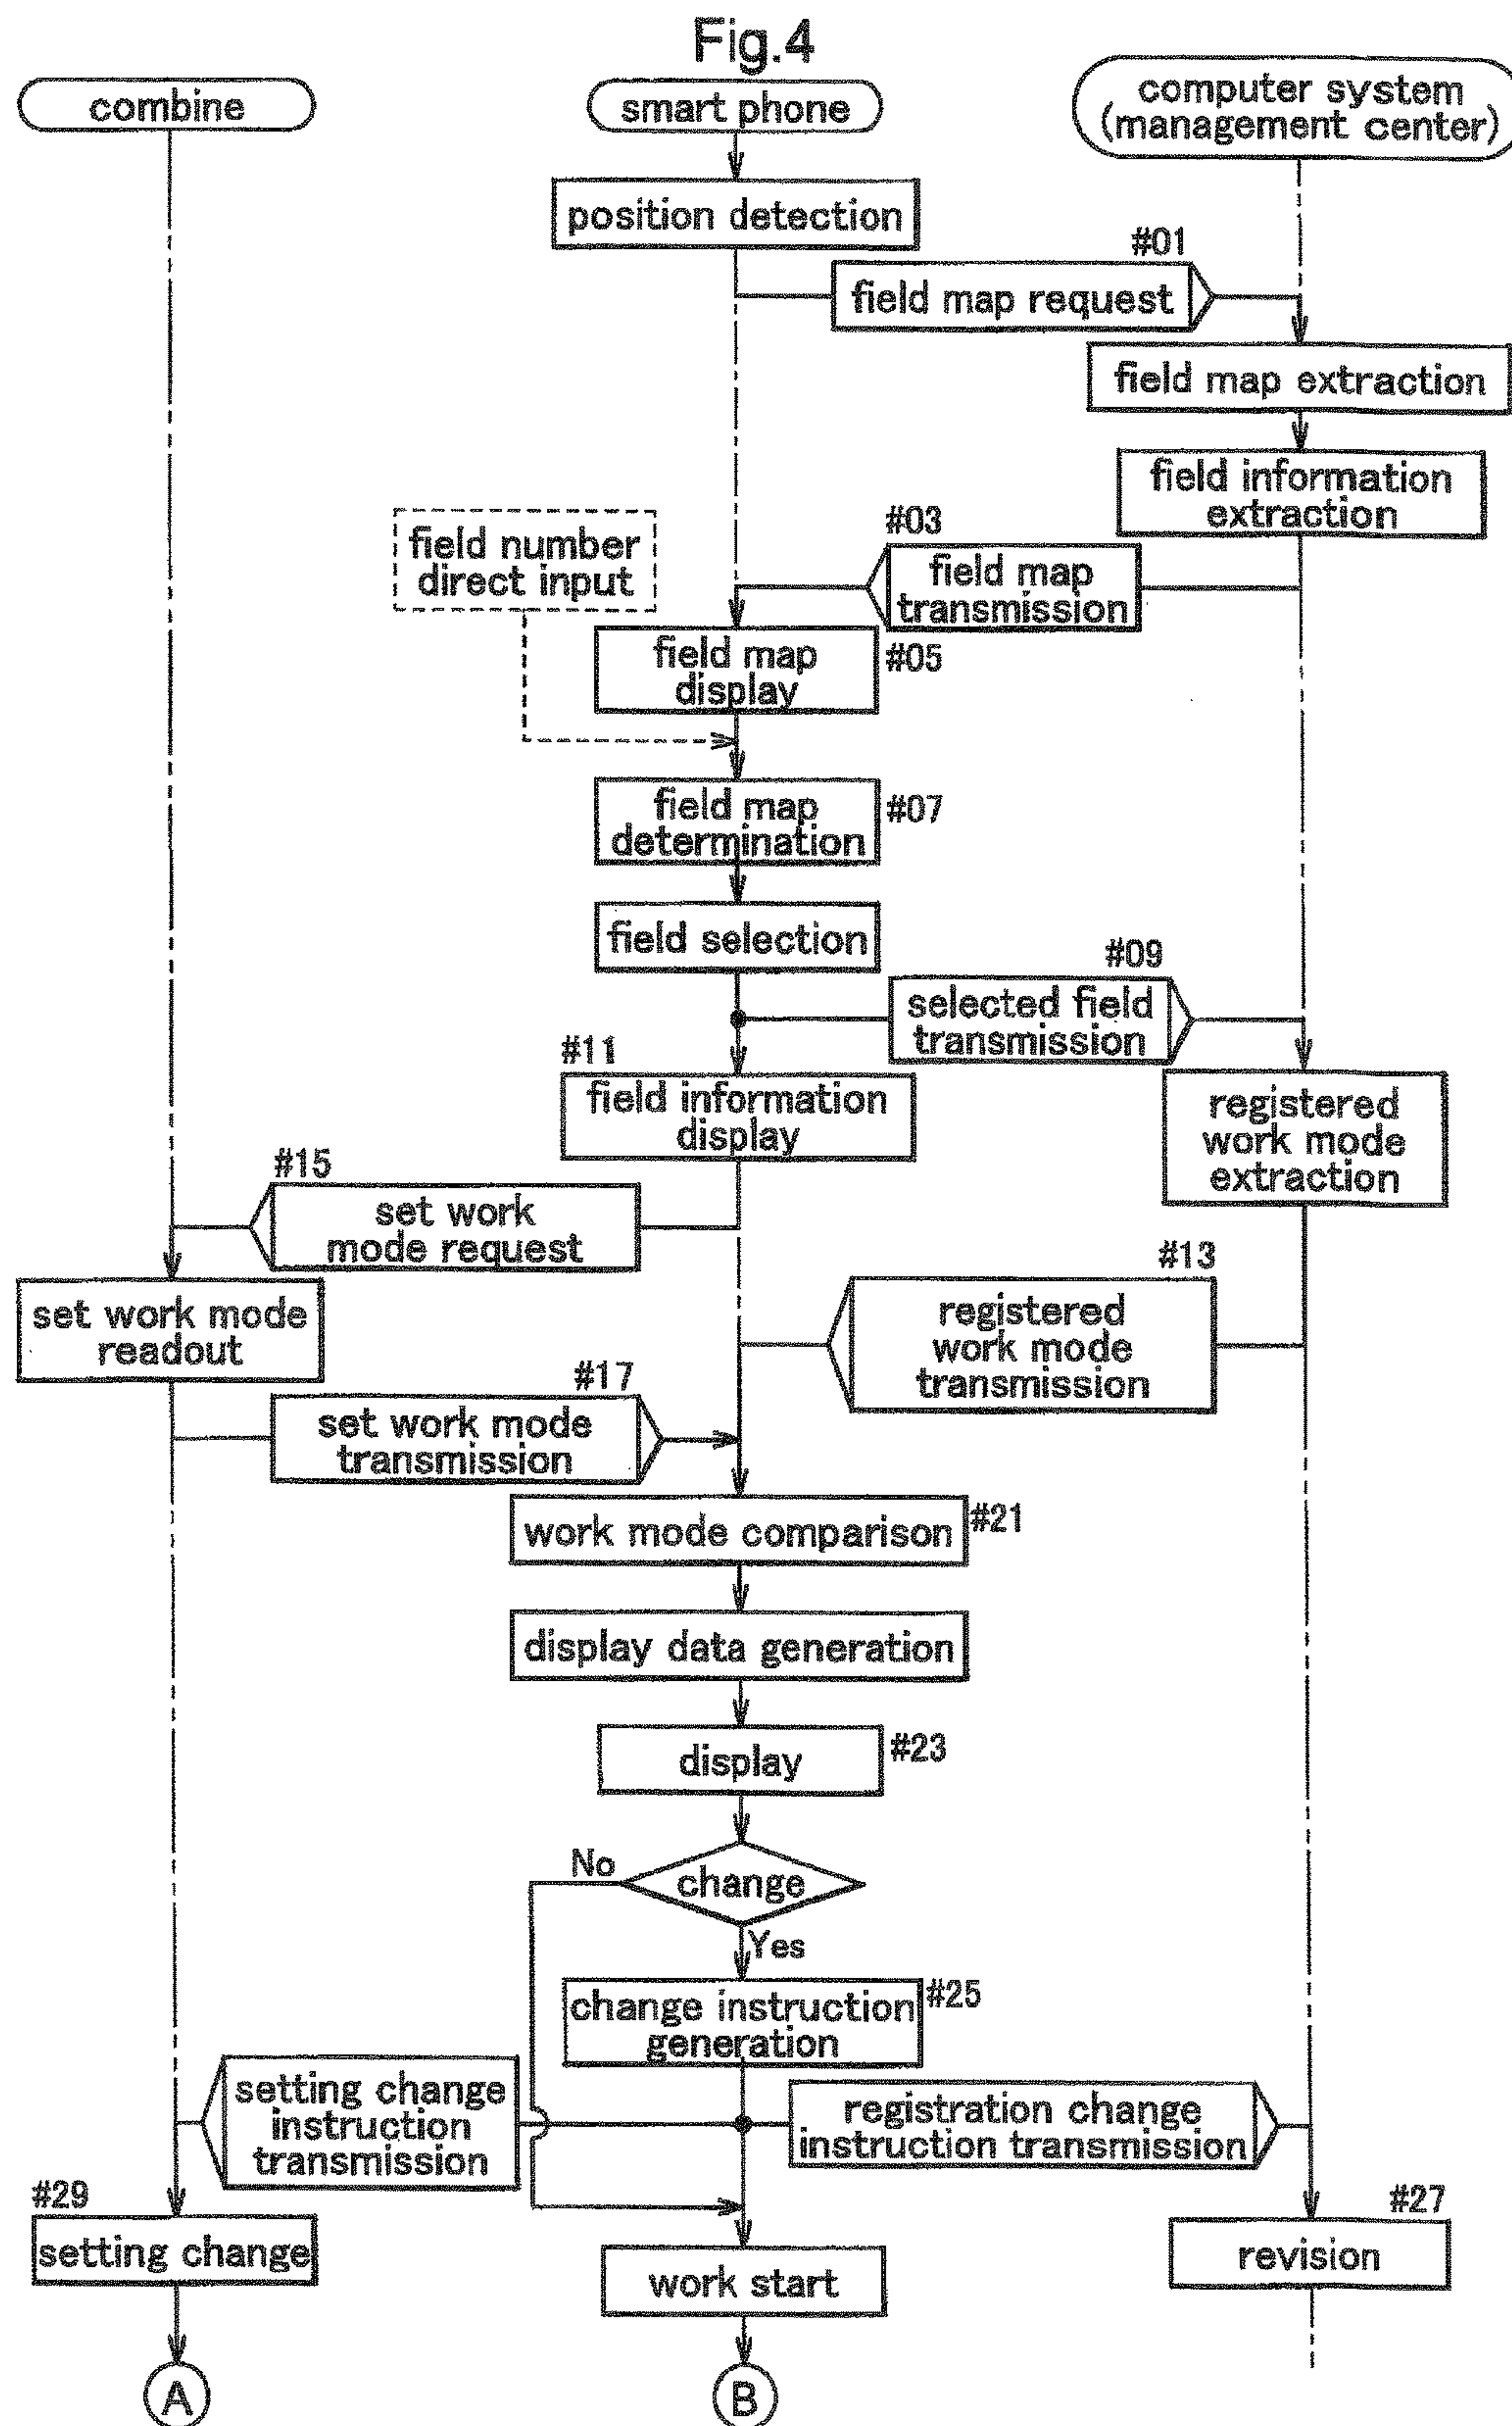 Fig.4
combine
smart phone
computer system
(management center)
position detection
#01
field map request
field map extraction
field information
extraction
#03
field map
transmission
field number
direct input
field map
display
#05
field map
determination
#07
field selection
#09
selected field
transmission
#11
field information
display
registered
work mode
extraction
#15
set work
mode request
#13
registered
work mode
transmission
set work mode
readout
#17
set work mode
transmission
work mode comparison
#21
display data generation
display
#23
change
No
Yes
change instruction
generation
#25
setting change
instruction
transmission
registration change
instruction transmission
#29
setting change
#27
revision
work start
A
B